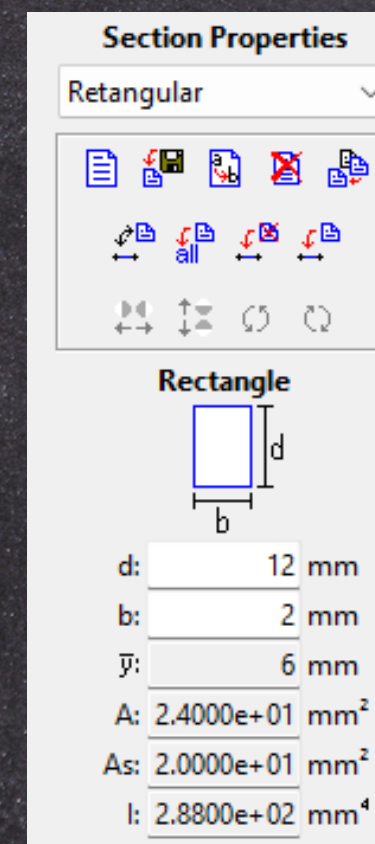 Section Properties
Retangular
a b
all
Rectangle
d
b
d: 12 mm
b: 2 mm
y̅: 6 mm
A: 2.4000e+01 mm²
As: 2.0000e+01 mm²
I: 2.8800e+02 mm⁴